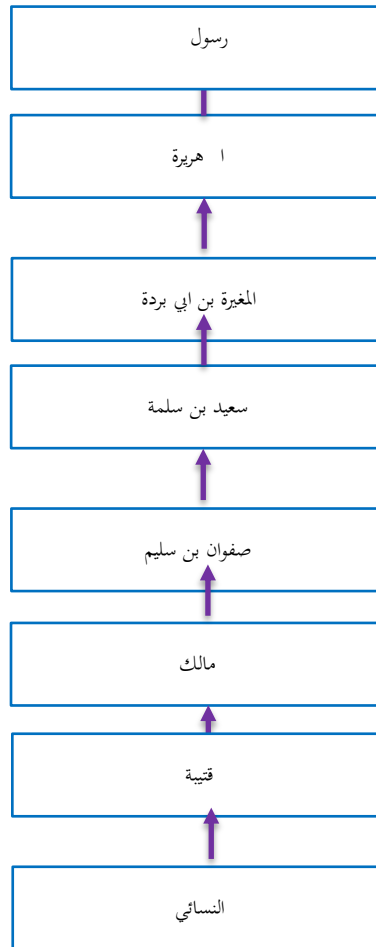 رسول
ا هريرة
المغيرة بن ابي بردة
سعيد بن سلمة
صفوان بن سليم
مالك
قتيبة
النسائي